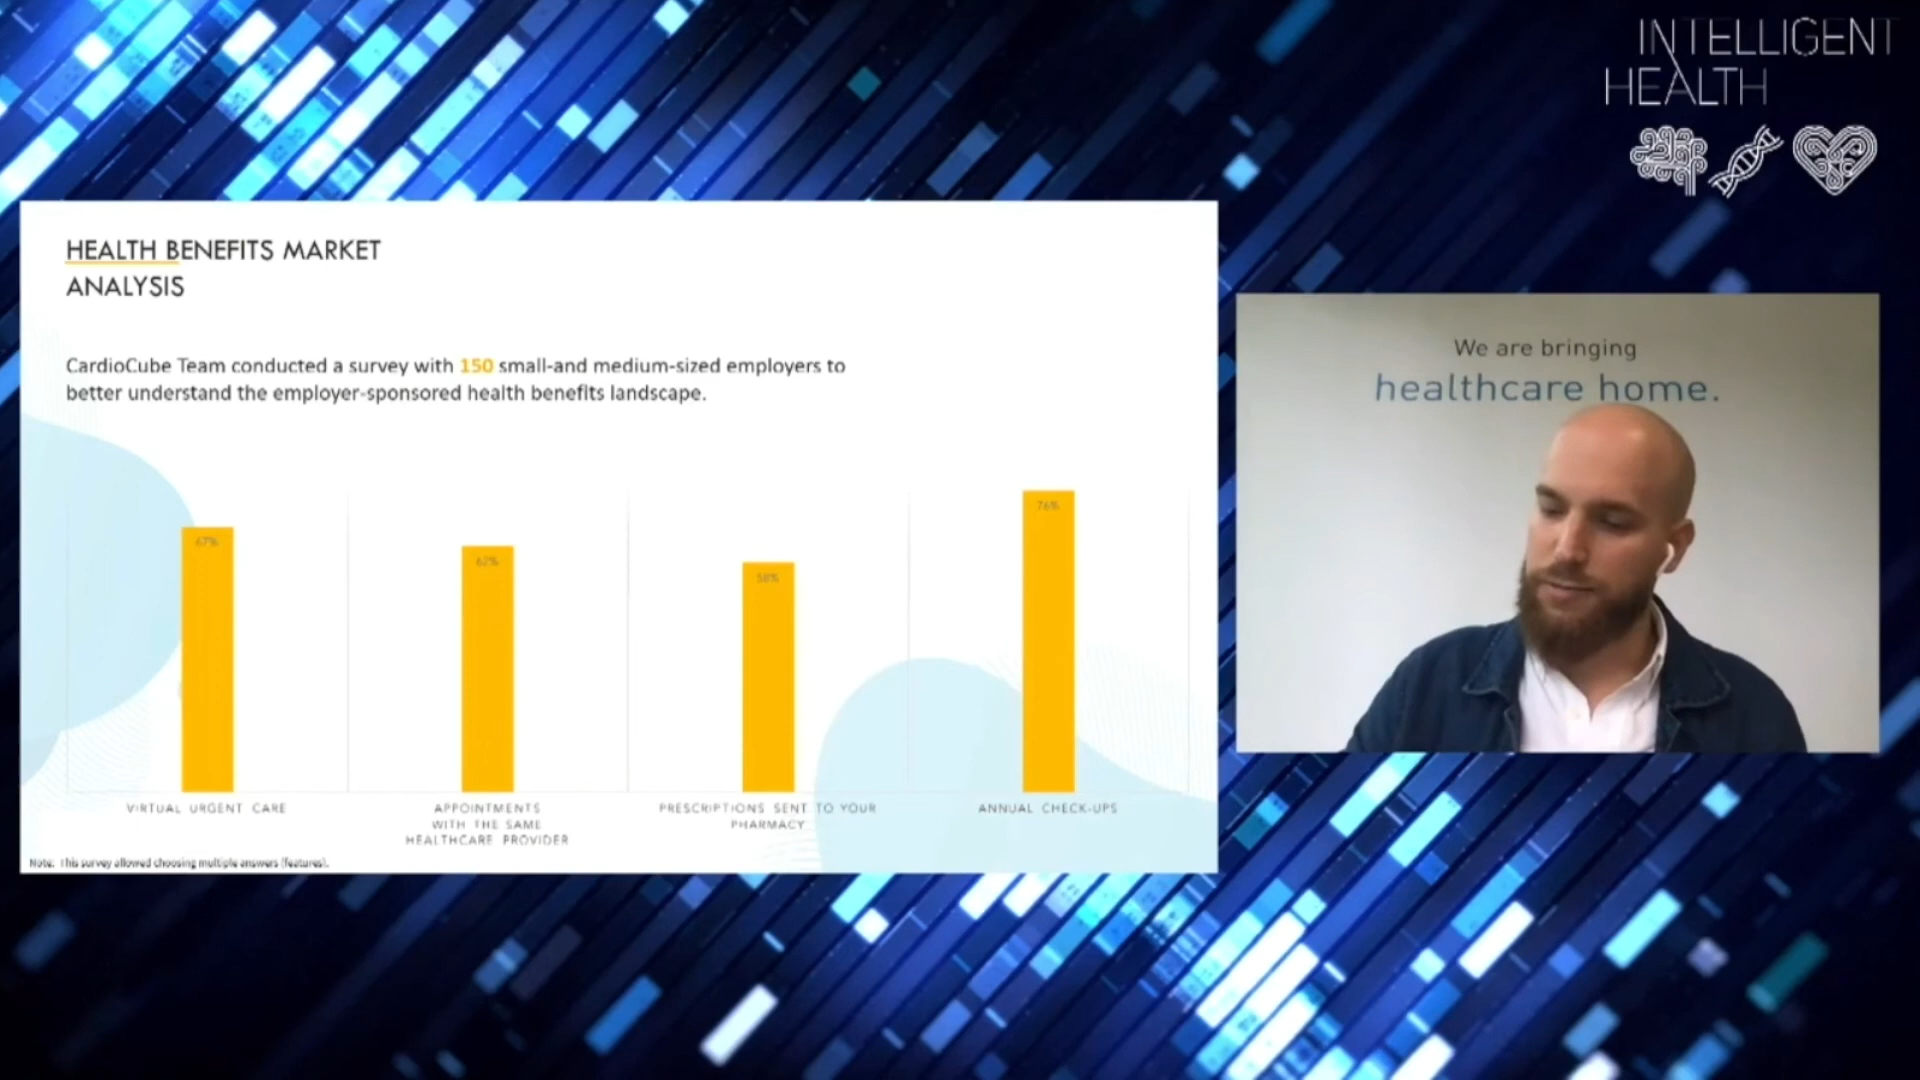 INTELLIGENT
HEALTH
HEALTH BENEFITS MARKET
ANALYSIS
CardioCube Team conducted a survey with 150 small-and medium-sized employers to
better understand the employer-sponsored health benefits landscape.
67%
62%
58%
76%
VIRTUAL URGENT CARE
APPOINTMENTS
WITH THE SAME
HEALTHCARE PROVIDER
PRESCRIPTIONS SENT TO YOUR
PHARMACY
ANNUAL CHECK-UPS
Note. This survey allowed choosing multiple answers (features).
We are bringing
healthcare home.